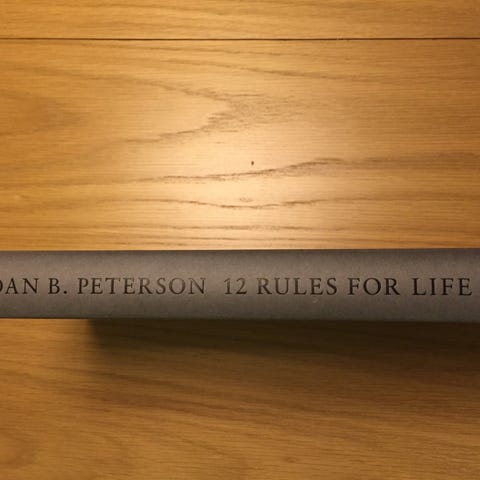 DAN B. PETERSON 12 RULES FOR LIFE